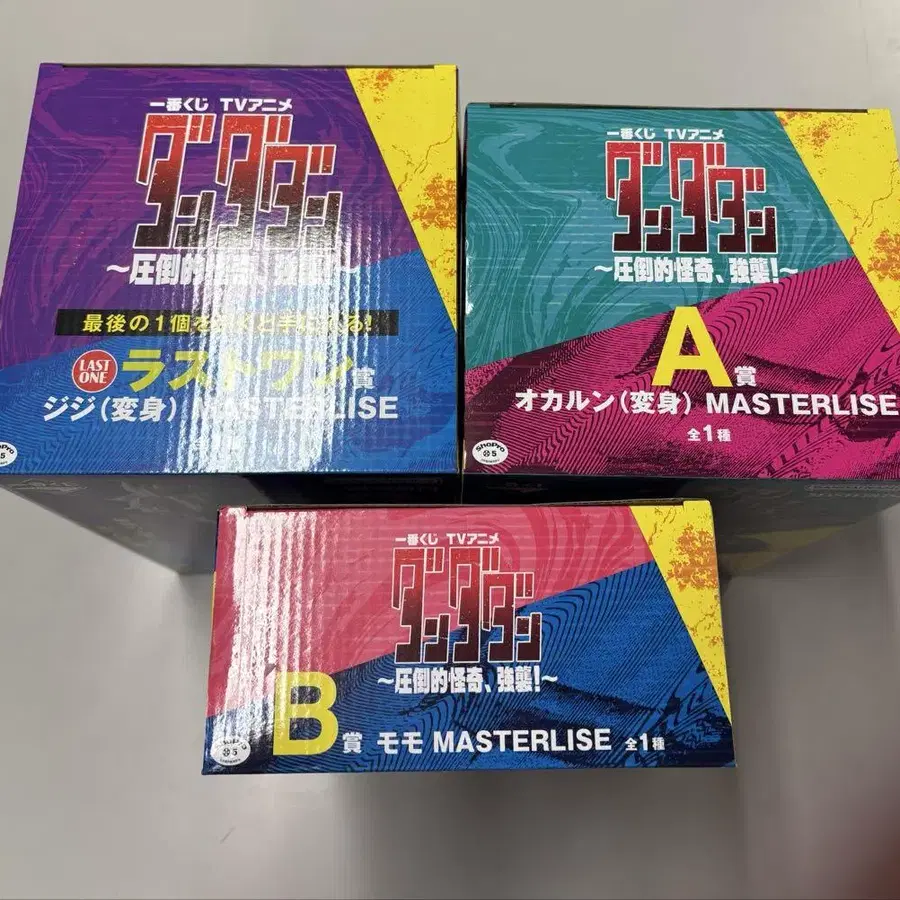 一番くじ TVアニメ
ダンダダン
〜圧倒的怪奇、強襲!〜
最後の1個を引くと手に入る!
LAST ONE ラストワン賞
ジジ(変身) MASTERLISE
ShoPro
5
一番くじ TVアニメ
ダンダダン
〜圧倒的怪奇、強襲!〜
A賞
オカルン(変身) MASTERLISE
全1種
ShoPro
5
一番くじ TVアニメ
ダンダダン
〜圧倒的怪奇、強襲!〜
B賞 モモ MASTERLISE 全1種
5